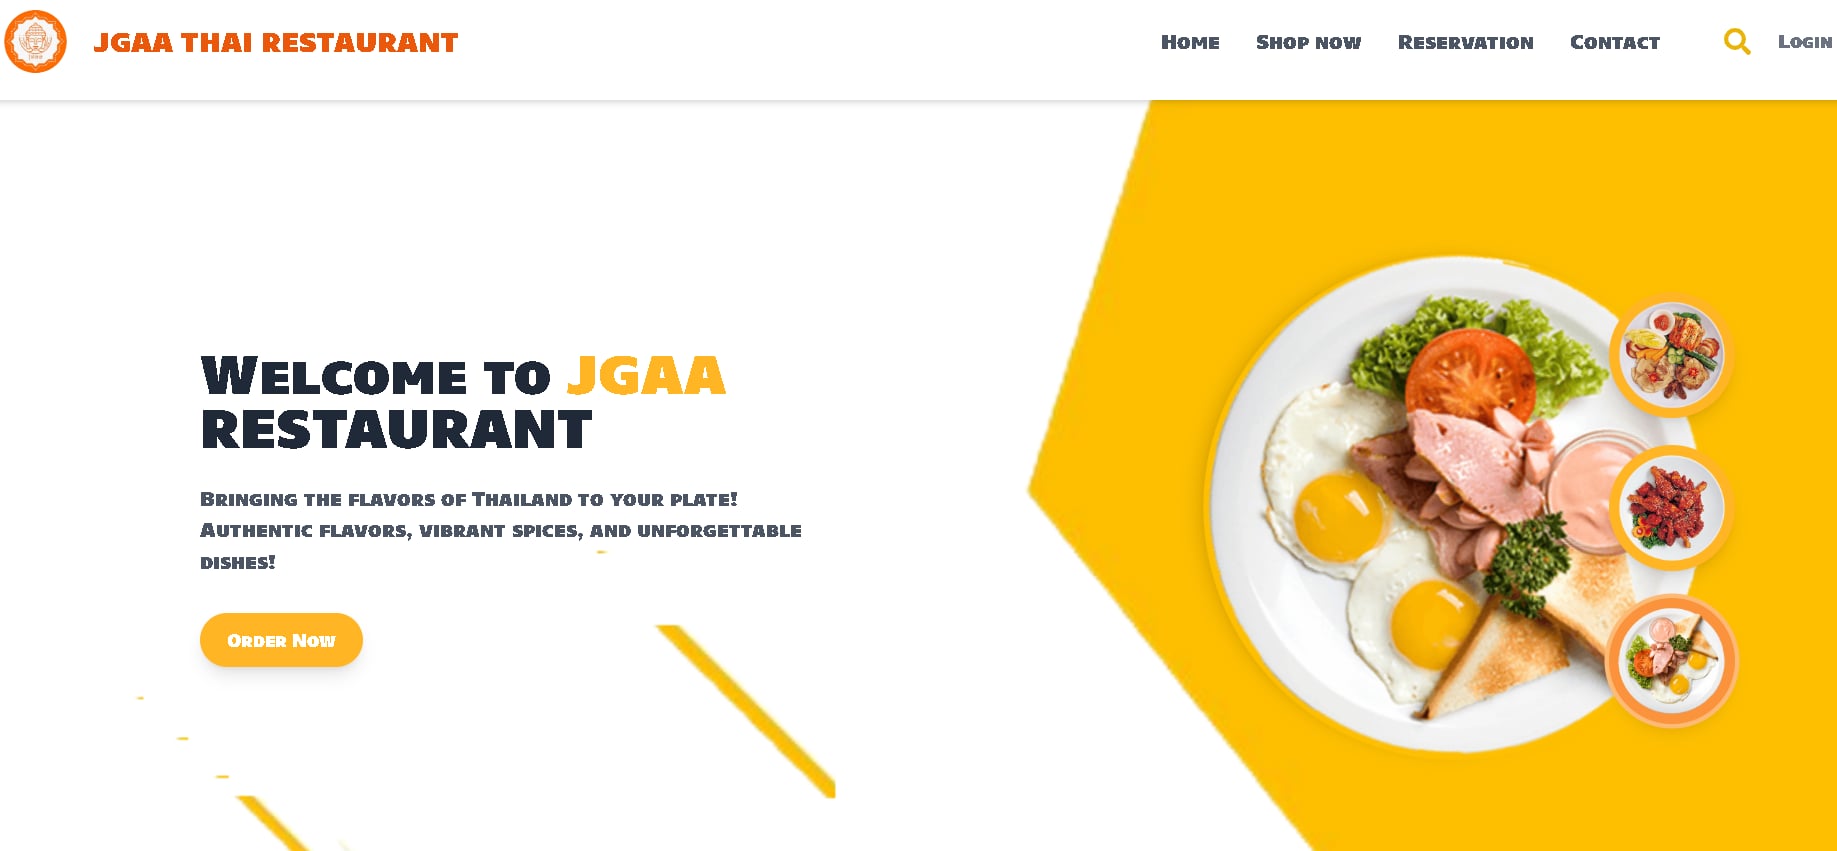 JGAA THAI RESTAURANT
Home Shop now Reservation Contact Login
Welcome to JGAA
restaurant
Bringing the flavors of Thailand to your plate!
Authentic flavors, vibrant spices, and unforgettable
dishes!
Order Now